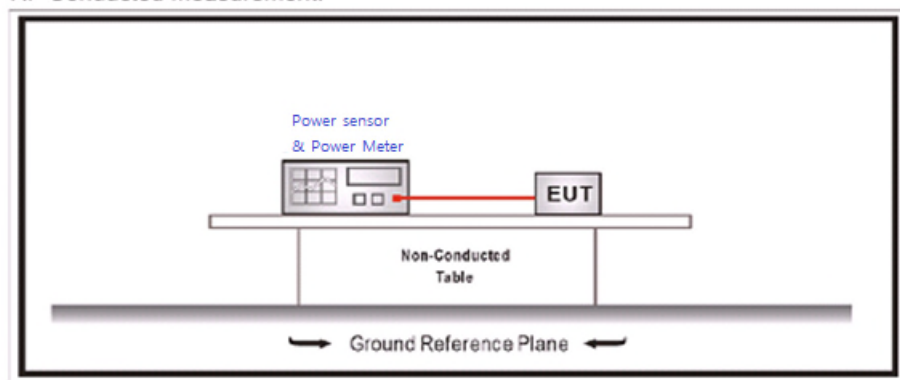 Power sensor
& Power Meter
EUT
Non-Conducted
Table
Ground Reference Plane